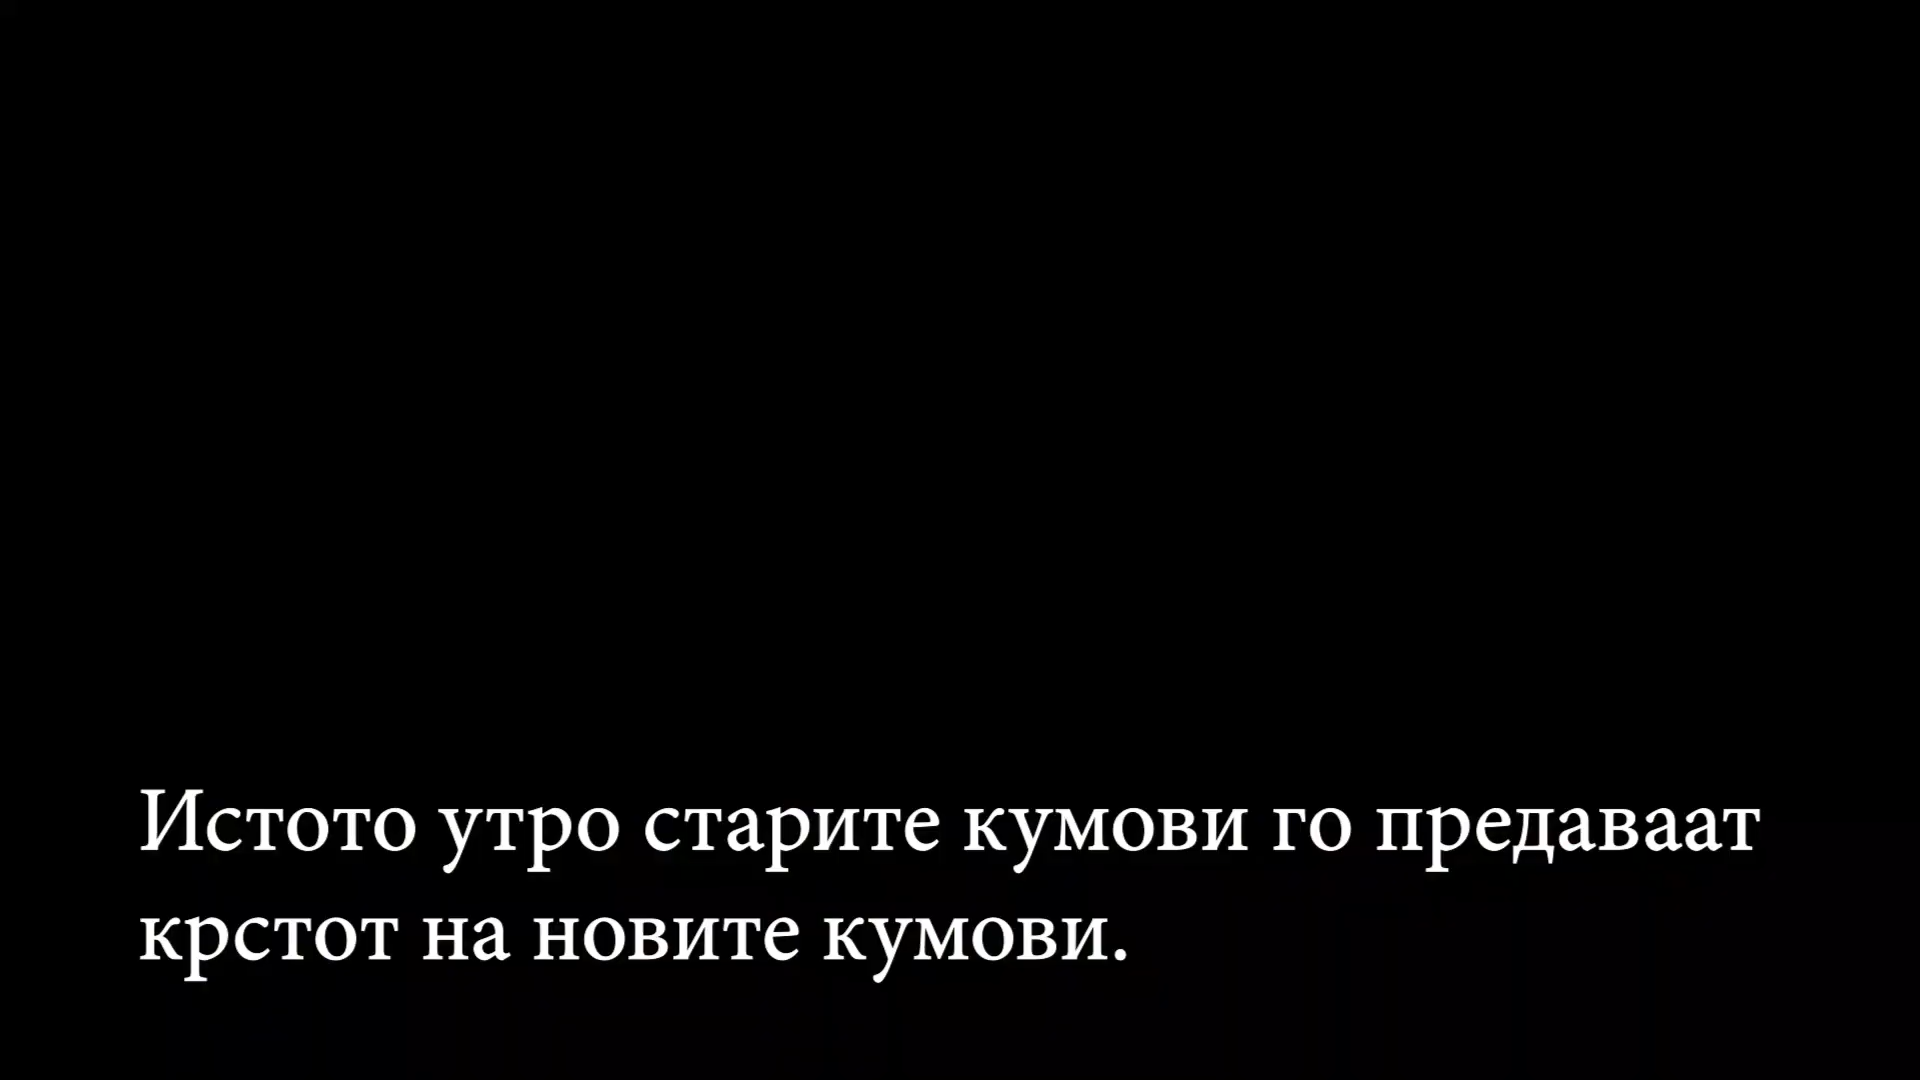 Истото утро старите кумови го предаваат
крстот на новите кумови.